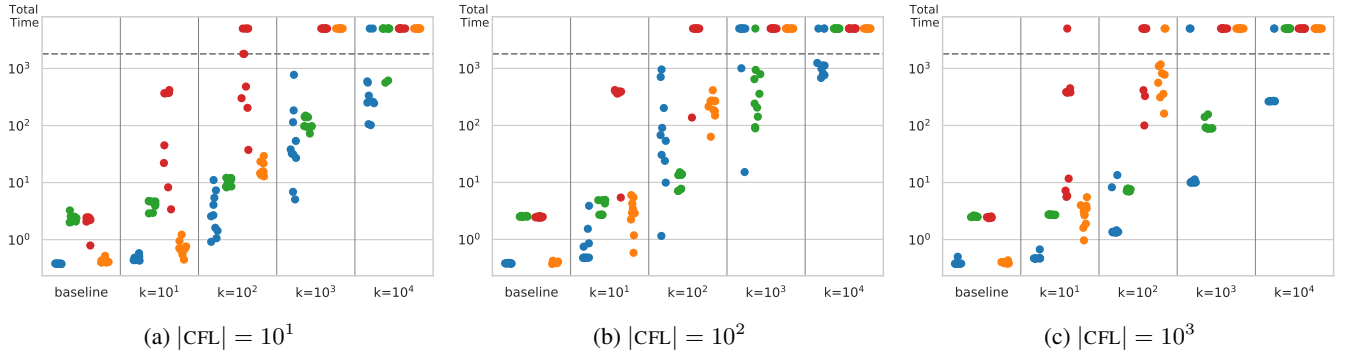 Total
Time
10³
10²
10¹
10⁰
baseline
k=10¹
k=10²
k=10³
k=10⁴
(a) |CFL| = 10¹
Total
Time
10³
10²
10¹
10⁰
baseline
k=10¹
k=10²
k=10³
k=10⁴
(b) |CFL| = 10²
Total
Time
10³
10²
10¹
10⁰
baseline
k=10¹
k=10²
k=10³
k=10⁴
(c) |CFL| = 10³